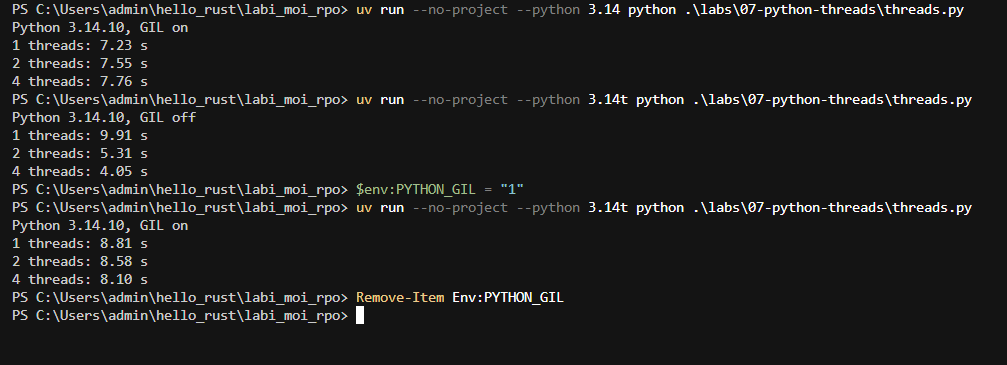 PS C:\Users\admin\hello_rust\labi_moi_rpo> uv run --no-project --python 3.14 python .\labs\07-python-threads\threads.py
Python 3.14.10, GIL on
1 threads: 7.23 s
2 threads: 7.55 s
4 threads: 7.76 s
PS C:\Users\admin\hello_rust\labi_moi_rpo> uv run --no-project --python 3.14t python .\labs\07-python-threads\threads.py
Python 3.14.10, GIL off
1 threads: 9.91 s
2 threads: 5.31 s
4 threads: 4.05 s
PS C:\Users\admin\hello_rust\labi_moi_rpo> $env:PYTHON_GIL = "1"
PS C:\Users\admin\hello_rust\labi_moi_rpo> uv run --no-project --python 3.14t python .\labs\07-python-threads\threads.py
Python 3.14.10, GIL on
1 threads: 8.81 s
2 threads: 8.58 s
4 threads: 8.10 s
PS C:\Users\admin\hello_rust\labi_moi_rpo> Remove-Item Env:PYTHON_GIL
PS C:\Users\admin\hello_rust\labi_moi_rpo>